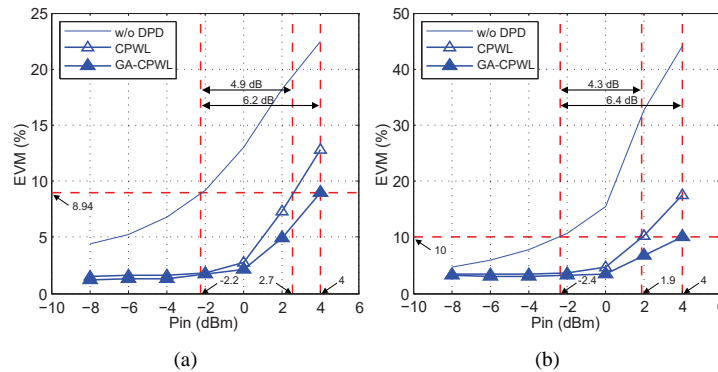 25
20
15
10
5
0
EVM (%)
w/o DPD
CPWL
GA-CPWL
4.9 dB
6.2 dB
8.94
-2.2
2.7
4
−10 −8 −6 −4 −2 0 2 4 6
Pin (dBm)
(a)
50
40
30
20
10
0
EVM (%)
w/o DPD
CPWL
GA-CPWL
4.3 dB
6.4 dB
10
-2.4
1.9
4
−10 −8 −6 −4 −2 0 2 4 6
Pin (dBm)
(b)